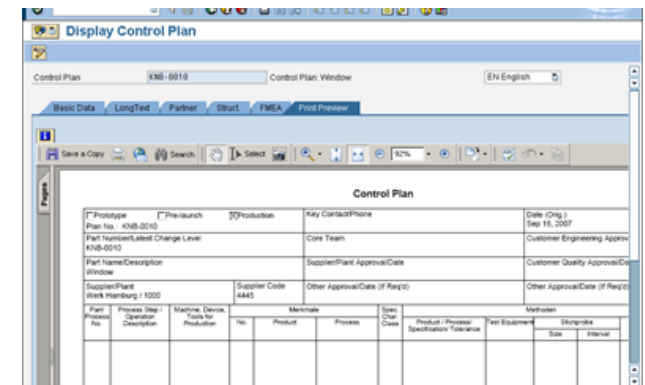 Display Control Plan
Control Plan KNB-0010 Control Plan: Window EN English
Basic Data LongText Partner Struct. FMEA Print Preview
Save a Copy Search Select 92%
Pages
Control Plan
Prototype Pre-launch Production Key Contact/Phone Date (Orig.)
Plan No.: KNB-0010 Sep 18, 2007
Part Number/Latest Change Level Core Team Customer Engineering Approv
KNB-0010
Part Name/Description Supplier/Plant Approval/Date Customer Quality Approval/Da
Window
Supplier/Plant Supplier Code Other Approval/Date (If Req'd) Other Approval/Date (If Req'd)
Werk Hamburg / 1000 4445
Part/ Process No. Process Step / Operation Description Machine, Device, Tools for Production Merkmale Spec. Char. Class Methoden
No. Product Process Product / Process/ Specification/ Tolerance Test Equipment Stichprobe
Size Interval